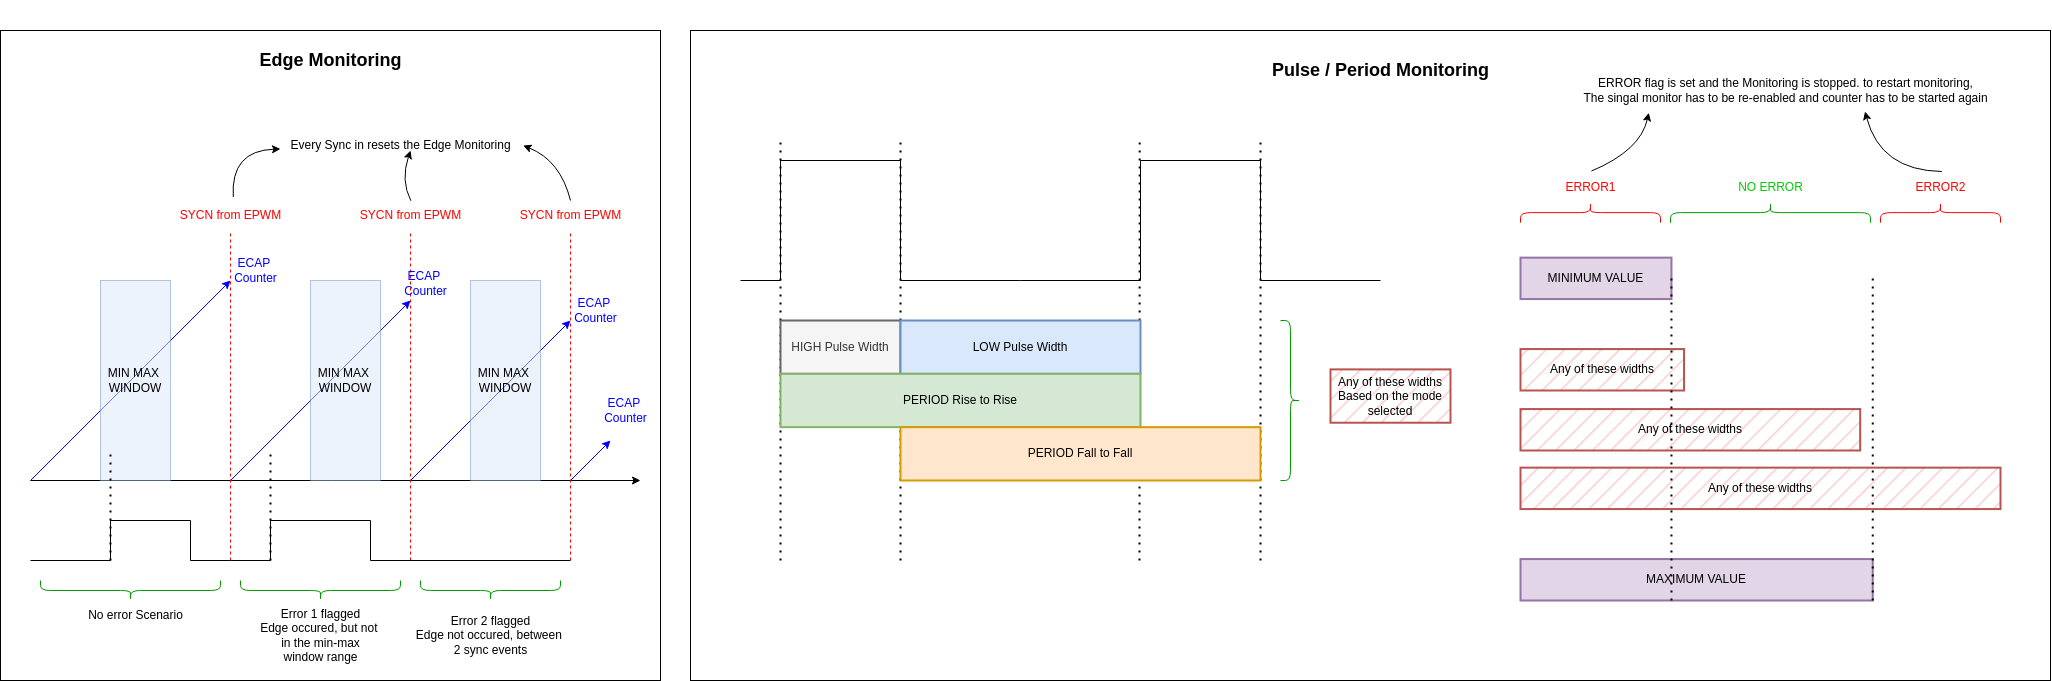 Edge Monitoring
Every Sync in resets the Edge Monitoring
SYCN from EPWM
SYCN from EPWM
SYCN from EPWM
ECAP
Counter
ECAP
Counter
ECAP
Counter
ECAP
Counter
MIN MAX
WINDOW
MIN MAX
WINDOW
MIN MAX
WINDOW
No error Scenario
Error 1 flagged
Edge occured, but not
in the min-max
window range
Error 2 flagged
Edge not occured, between
2 sync events
Pulse / Period Monitoring
ERROR flag is set and the Monitoring is stopped. to restart monitoring,
The singal monitor has to be re-enabled and counter has to be started again
ERROR1
NO ERROR
ERROR2
HIGH Pulse Width
LOW Pulse Width
PERIOD Rise to Rise
PERIOD Fall to Fall
Any of these widths
Based on the mode
selected
MINIMUM VALUE
Any of these widths
Any of these widths
Any of these widths
MAXIMUM VALUE